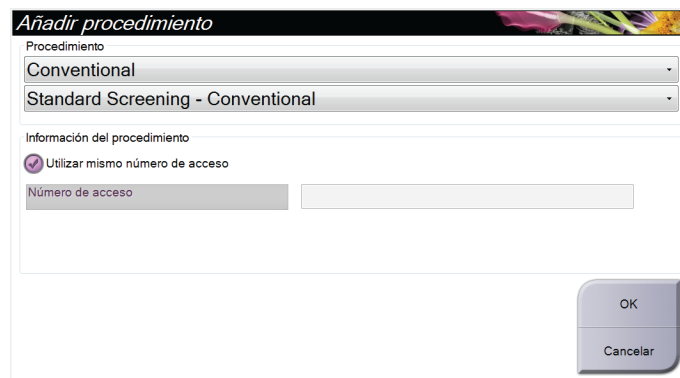 Añadir procedimiento
Procedimiento
Conventional
Standard Screening - Conventional
Información del procedimiento
Utilizar mismo número de acceso
Número de acceso
OK
Cancelar